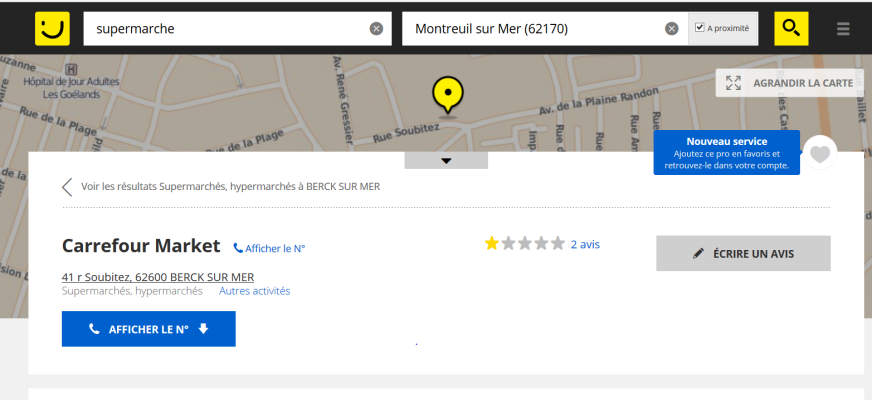 supermarche
Montreuil sur Mer (62170)
A proximité
Hôpital de Jour Adultes
Les Goélands
Av. René Gressier
AGRANDIR LA CARTE
Rue de la Plage
Rue de la Plage
Rue Soubitez
Av. de la Plaine Randon
Nouveau service
Ajoutez ce pro en favoris et
retrouvez-le dans votre compte.
Voir les résultats Supermarchés, hypermarchés à BERCK SUR MER
Carrefour Market
Afficher le N°
2 avis
ÉCRIRE UN AVIS
41 r Soubitez, 62600 BERCK SUR MER
Supermarchés, hypermarchés
Autres activités
AFFICHER LE N°